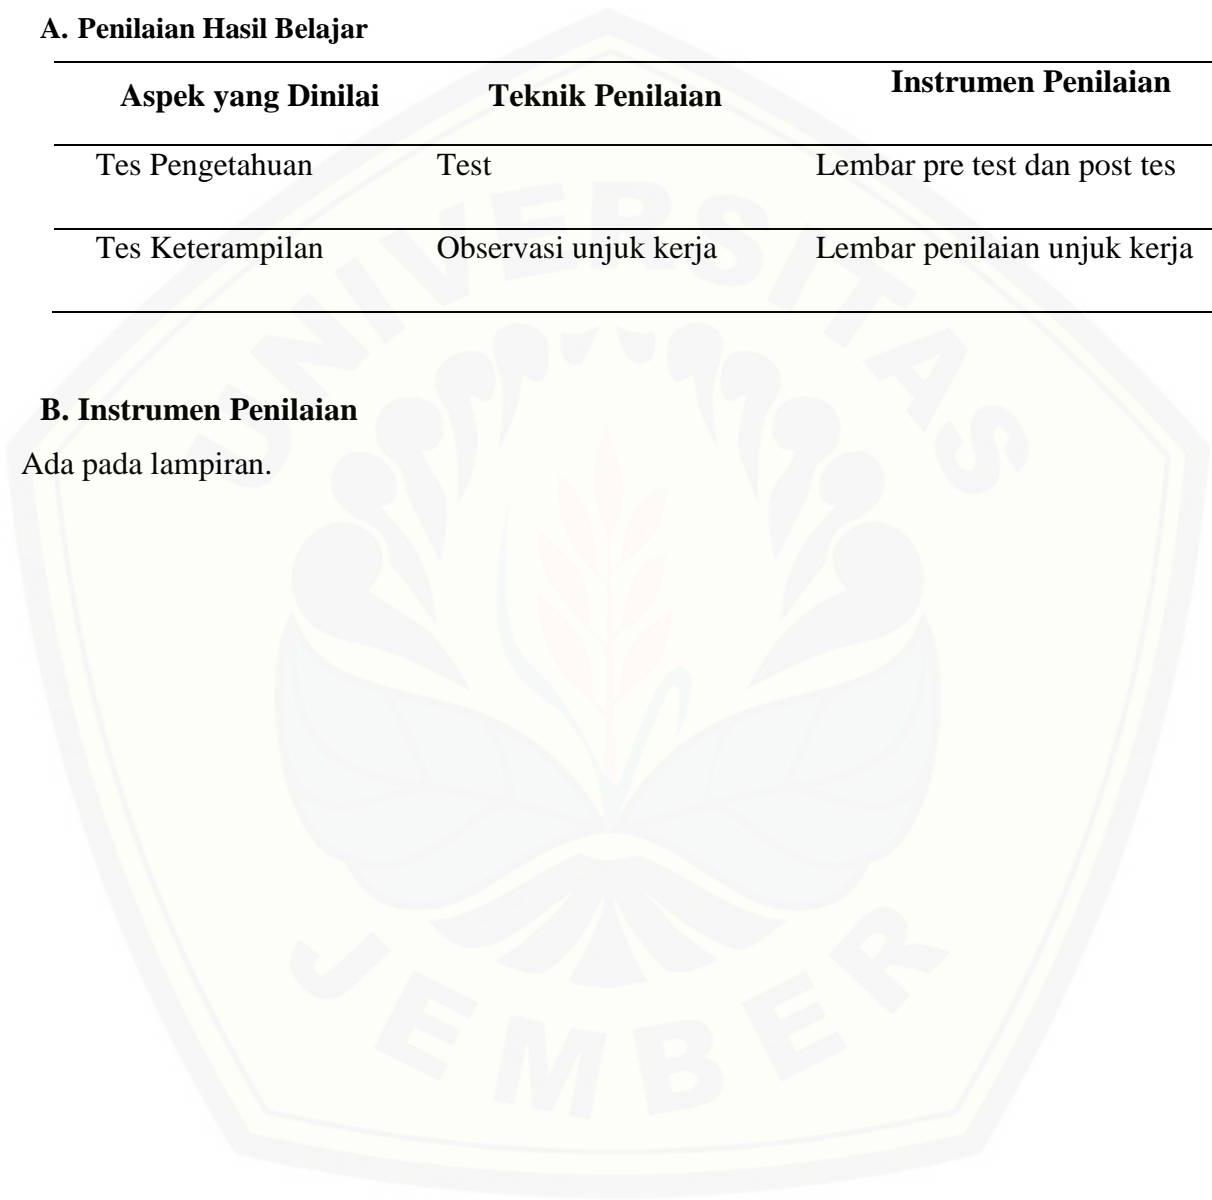 A. Penilaian Hasil Belajar
Aspek yang Dinilai Teknik Penilaian Instrumen Penilaian
Tes Pengetahuan Test Lembar pre test dan post tes
Tes Keterampilan Observasi unjuk kerja Lembar penilaian unjuk kerja
B. Instrumen Penilaian
Ada pada lampiran.
UNIVERSITAS
JEMBER